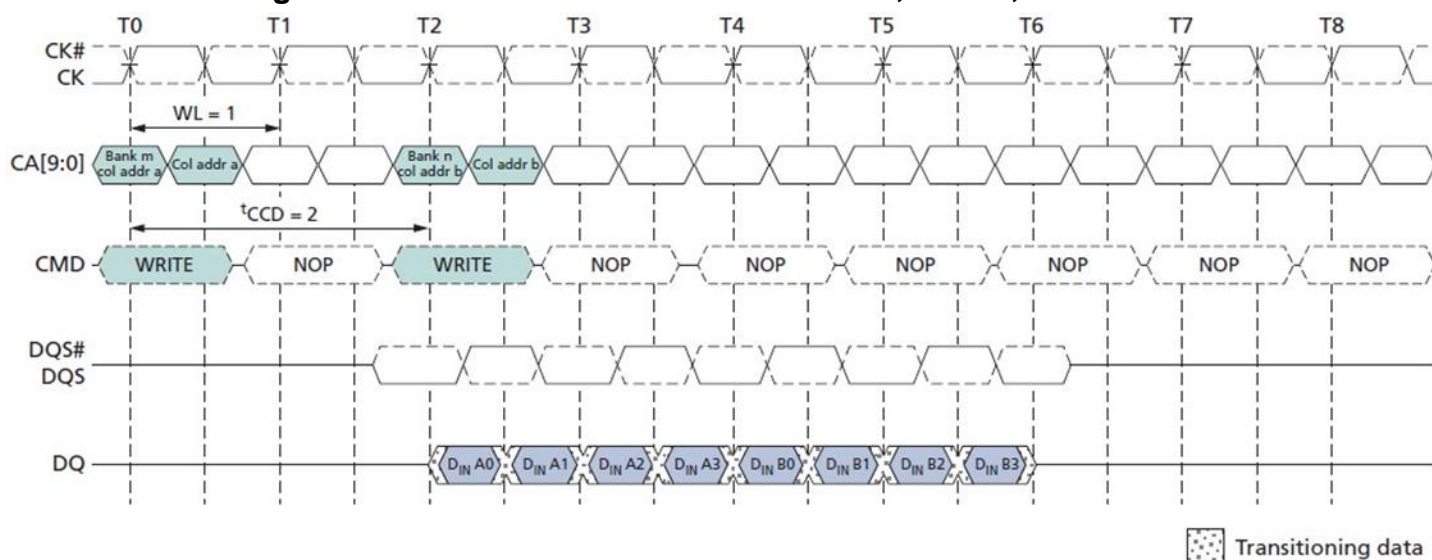 T0 T1 T2 T3 T4 T5 T6 T7 T8
CK#
CK
WL = 1
CA[9:0]
Bank m
col addr a
Col addr a
Bank n
col addr b
Col addr b
tCCD = 2
CMD
WRITE NOP WRITE NOP NOP NOP NOP NOP NOP
DQS#
DQS
DQ
DIN A0 DIN A1 DIN A2 DIN A3 DIN B0 DIN B1 DIN B2 DIN B3
Transitioning data